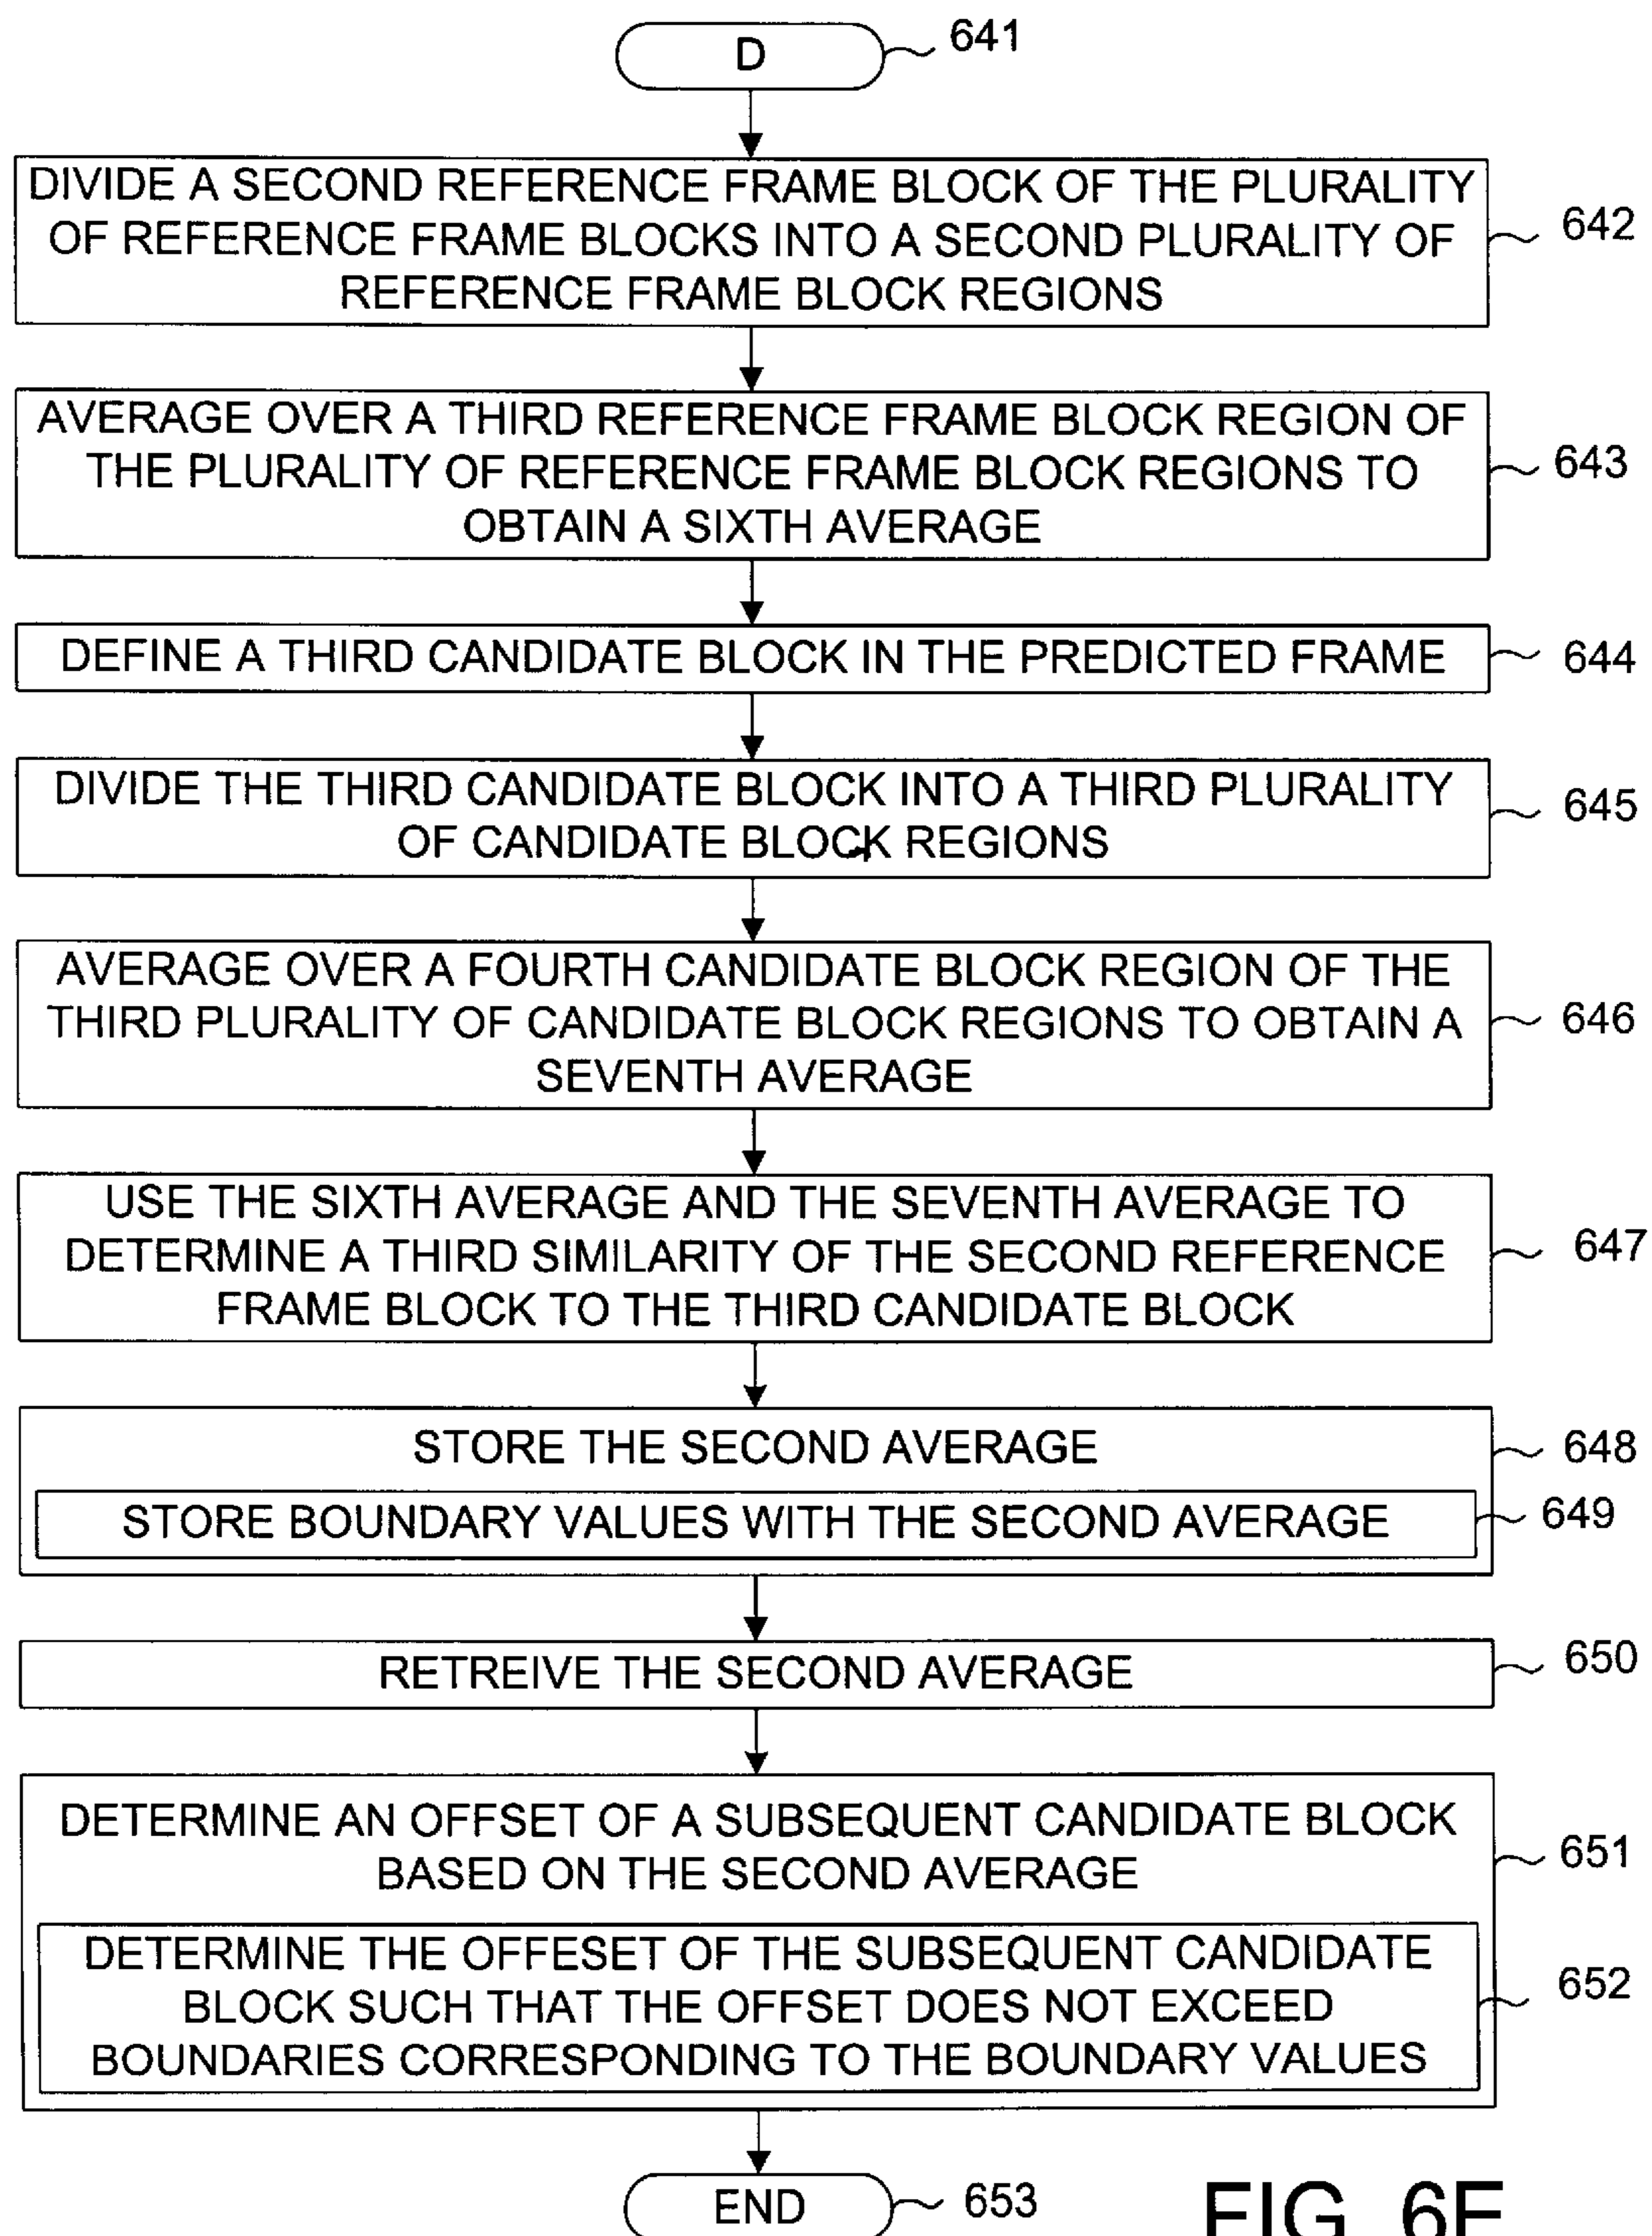 D
641
DIVIDE A SECOND REFERENCE FRAME BLOCK OF THE PLURALITY
OF REFERENCE FRAME BLOCKS INTO A SECOND PLURALITY OF
REFERENCE FRAME BLOCK REGIONS
642
AVERAGE OVER A THIRD REFERENCE FRAME BLOCK REGION OF
THE PLURALITY OF REFERENCE FRAME BLOCK REGIONS TO
OBTAIN A SIXTH AVERAGE
643
DEFINE A THIRD CANDIDATE BLOCK IN THE PREDICTED FRAME
644
DIVIDE THE THIRD CANDIDATE BLOCK INTO A THIRD PLURALITY
OF CANDIDATE BLOCK REGIONS
645
AVERAGE OVER A FOURTH CANDIDATE BLOCK REGION OF THE
THIRD PLURALITY OF CANDIDATE BLOCK REGIONS TO OBTAIN A
SEVENTH AVERAGE
646
USE THE SIXTH AVERAGE AND THE SEVENTH AVERAGE TO
DETERMINE A THIRD SIMILARITY OF THE SECOND REFERENCE
FRAME BLOCK TO THE THIRD CANDIDATE BLOCK
647
STORE THE SECOND AVERAGE
648
STORE BOUNDARY VALUES WITH THE SECOND AVERAGE
649
RETREIVE THE SECOND AVERAGE
650
DETERMINE AN OFFSET OF A SUBSEQUENT CANDIDATE BLOCK
BASED ON THE SECOND AVERAGE
651
DETERMINE THE OFFESET OF THE SUBSEQUENT CANDIDATE
BLOCK SUCH THAT THE OFFSET DOES NOT EXCEED
BOUNDARIES CORRESPONDING TO THE BOUNDARY VALUES
652
END
653
FIG. 6E